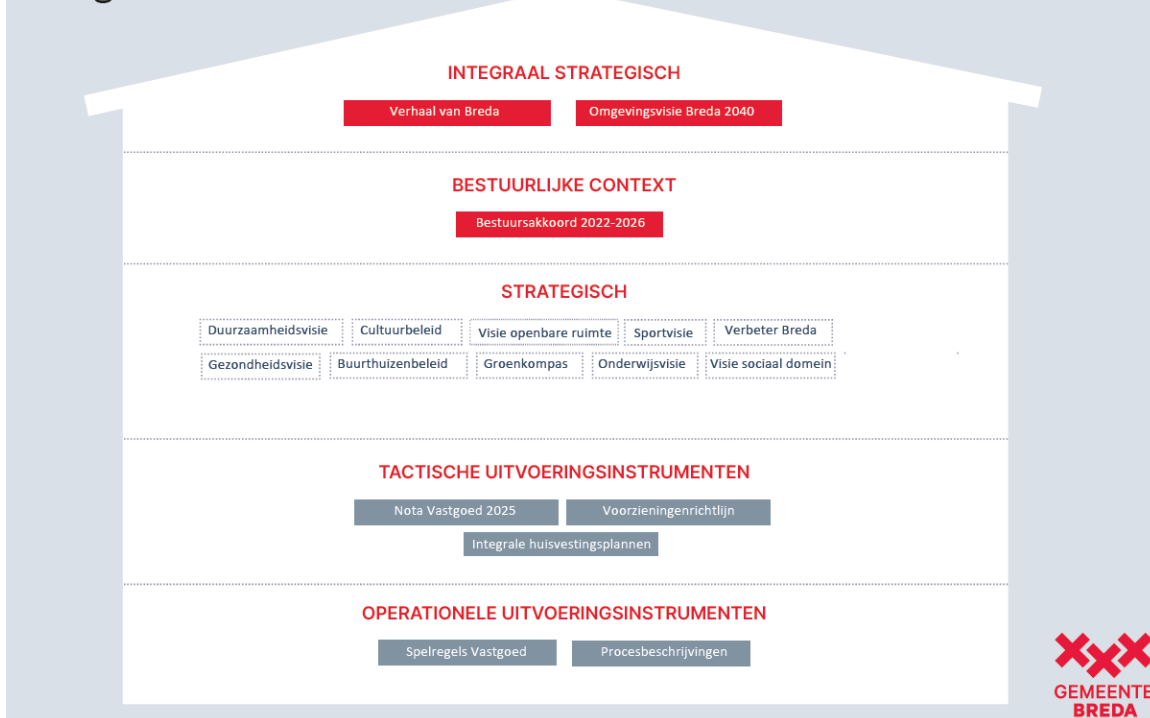 INTEGRAAL STRATEGISCH
Verhaal van Breda Omgevingsvisie Breda 2040
BESTUURLIJKE CONTEXT
Bestuursakkoord 2022-2026
STRATEGISCH
Duurzaamheidsvisie Cultuurbeleid Visie openbare ruimte Sportvisie Verbeter Breda
Gezondheidsvisie Buurthuizenbeleid Groenkompas Onderwijsvisie Visie sociaal domein
TACTISCHE UITVOERINGSINSTRUMENTEN
Nota Vastgoed 2025 Voorzieningenrichtlijn
Integrale huisvestingsplannen
OPERATIONELE UITVOERINGSINSTRUMENTEN
Spelregels Vastgoed Procesbeschrijvingen
GEMEENTE
BREDA